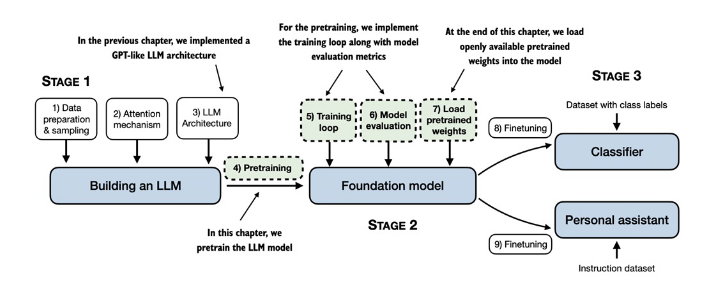 In the previous chapter, we implemented a
GPT-like LLM architecture
For the pretraining, we implement
the training loop along with model
evaluation metrics
At the end of this chapter, we load
openly available pretrained
weights into the model
STAGE 1
1) Data
preparation
& sampling
2) Attention
mechanism
3) LLM
Architecture
Building an LLM
4) Pretraining
In this chapter, we
pretrain the LLM model
5) Training
loop
6) Model
evaluation
7) Load
pretrained
weights
Foundation model
STAGE 2
STAGE 3
Dataset with class labels
8) Finetuning
Classifier
9) Finetuning
Personal assistant
Instruction dataset